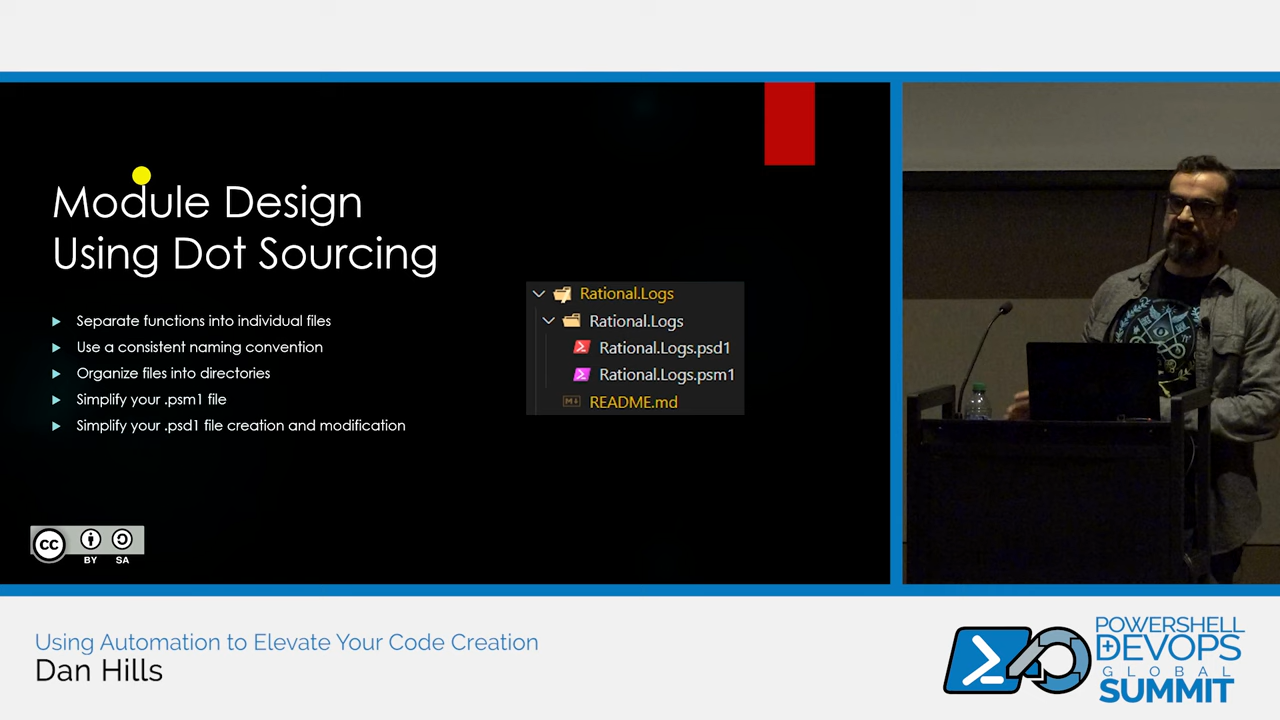 Module Design
Using Dot Sourcing
Separate functions into individual files
Use a consistent naming convention
Organize files into directories
Simplify your .psm1 file
Simplify your .psd1 file creation and modification
Rational.Logs
Rational.Logs
Rational.Logs.psd1
Rational.Logs.psm1
README.md
CC
BY SA
Using Automation to Elevate Your Code Creation
Dan Hills
POWERSHELL
DEVOPS
GLOBAL
SUMMIT